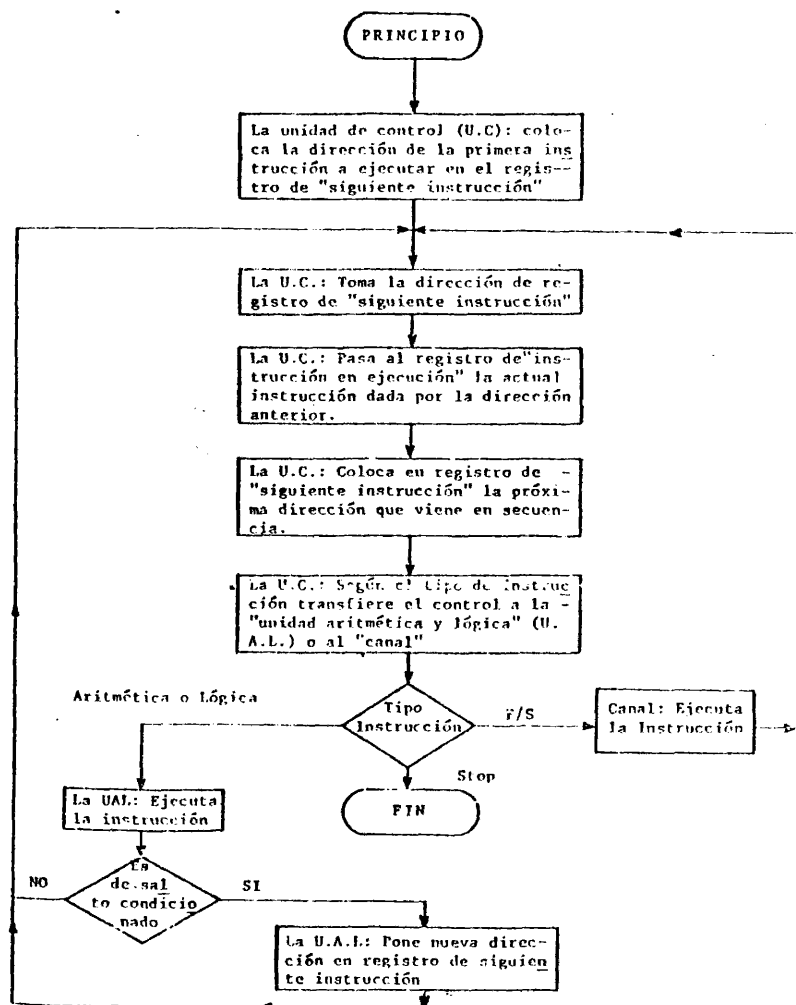 PRINCIPIO
La unidad de control (U.C): colo-
ca la dirección de la primera ins
trucción a ejecutar en el regis--
tro de "siguiente instrucción"
La U.C.: Toma la dirección de re-
gistro de "siguiente instrucción"
La U.C.: Pasa al registro de"ins-
trucción en ejecución" la actual
instrucción dada por la dirección
anterior.
La U.C.: Coloca en registro de -
"siguiente instrucción" la próxi-
ma dirección que viene en secuen-
cia.
La U.C.: Según el tipo de instruc
ción transfiere el control a la -
"unidad aritmética y lógica" (U.
A.L.) o al "canal"
Aritmética o Lógica
Tipo
Instrucción
E/S
Canal: Ejecuta
la Instrucción
Stop
FIN
La UAL: Ejecuta
la instrucción
Es
de sal
to condicio
nado
NO
SI
La U.A.L: Pone nueva direc-
ción en registro de siguien
te instrucción